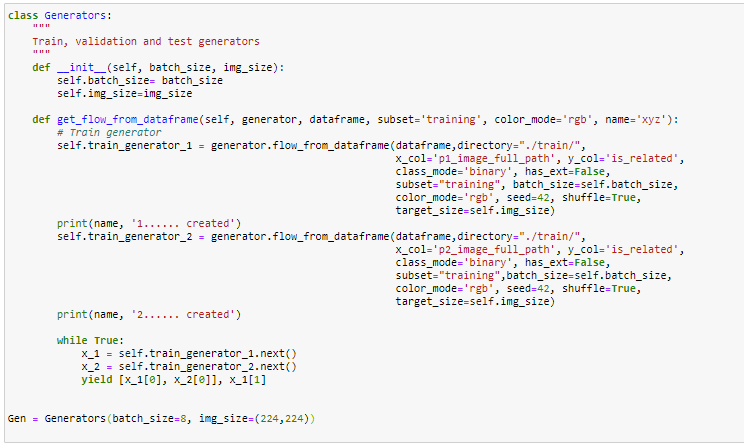 class Generators:
    """
    Train, validation and test generators
    """
    def __init__(self, batch_size, img_size):
        self.batch_size= batch_size
        self.img_size=img_size

    def get_flow_from_dataframe(self, generator, dataframe, subset='training', color_mode='rgb', name='xyz'):
        # Train generator
        self.train_generator_1 = generator.flow_from_dataframe(dataframe,directory="./train/",
                                                              x_col='p1_image_full_path', y_col='is_related',
                                                              class_mode='binary', has_ext=False,
                                                              subset="training", batch_size=self.batch_size,
                                                              color_mode='rgb', seed=42, shuffle=True,
                                                              target_size=self.img_size)
        print(name, '1...... created')
        self.train_generator_2 = generator.flow_from_dataframe(dataframe,directory="./train/",
                                                              x_col='p2_image_full_path', y_col='is_related',
                                                              class_mode='binary', has_ext=False,
                                                              subset="training",batch_size=self.batch_size,
                                                              color_mode='rgb', seed=42, shuffle=True,
                                                              target_size=self.img_size)
        print(name, '2...... created')

        while True:
            x_1 = self.train_generator_1.next()
            x_2 = self.train_generator_2.next()
            yield [x_1[0], x_2[0]], x_1[1]

Gen = Generators(batch_size=8, img_size=(224,224))